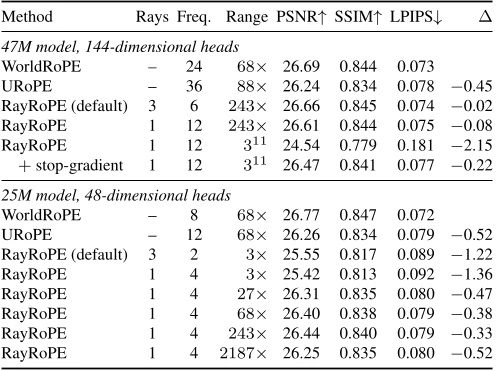 Method Rays Freq. Range PSNR↑ SSIM↑ LPIPS↓ Δ
47M model, 144-dimensional heads
WorldRoPE – 24 68× 26.69 0.844 0.073
URoPE – 36 88× 26.24 0.834 0.078 −0.45
RayRoPE (default) 3 6 243× 26.66 0.845 0.074 −0.02
RayRoPE 1 12 243× 26.61 0.844 0.075 −0.08
RayRoPE 1 12 3¹¹ 24.54 0.779 0.181 −2.15
+ stop-gradient 1 12 3¹¹ 26.47 0.841 0.077 −0.22
25M model, 48-dimensional heads
WorldRoPE – 8 68× 26.77 0.847 0.072
URoPE – 12 68× 26.26 0.834 0.079 −0.52
RayRoPE (default) 3 2 3× 25.55 0.817 0.089 −1.22
RayRoPE 1 4 3× 25.42 0.813 0.092 −1.36
RayRoPE 1 4 27× 26.31 0.835 0.080 −0.47
RayRoPE 1 4 68× 26.40 0.838 0.079 −0.38
RayRoPE 1 4 243× 26.44 0.840 0.079 −0.33
RayRoPE 1 4 2187× 26.25 0.835 0.080 −0.52